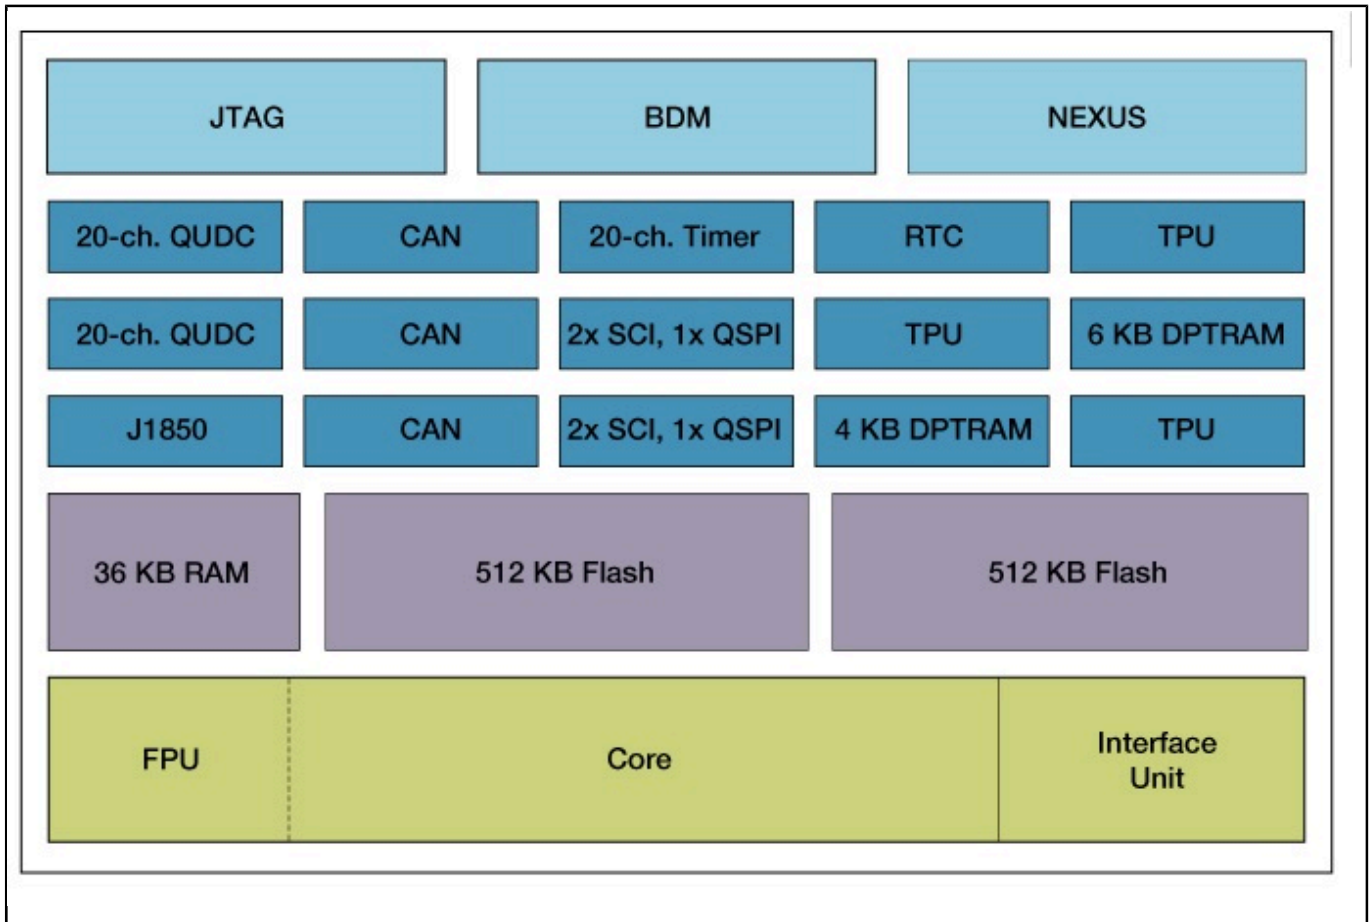 JTAG
BDM
NEXUS
20-ch. QUDC
CAN
20-ch. Timer
RTC
TPU
20-ch. QUDC
CAN
2x SCI, 1x QSPI
TPU
6 KB DPTRAM
J1850
CAN
2x SCI, 1x QSPI
4 KB DPTRAM
TPU
36 KB RAM
512 KB Flash
512 KB Flash
FPU
Core
Interface
Unit